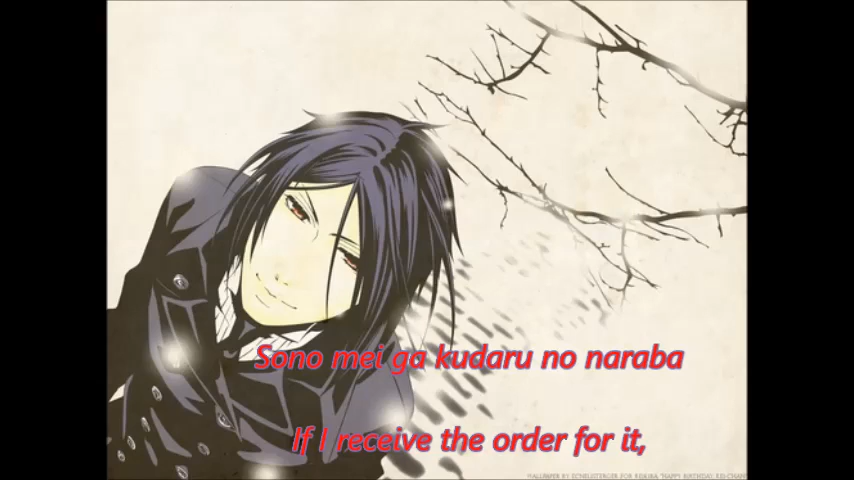 Sono mei ga kudaru no naraba
If I receive the order for it,